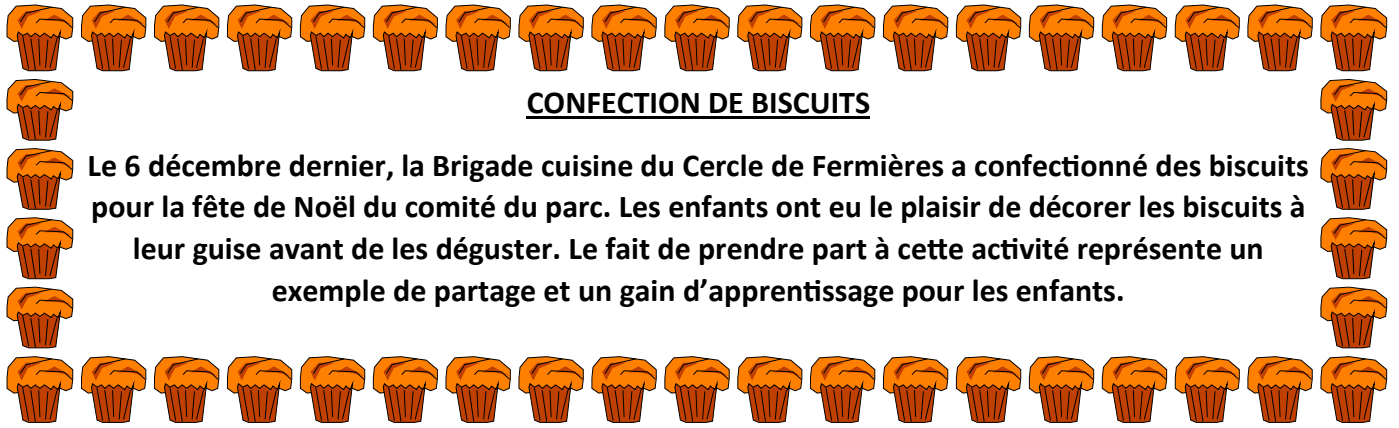 CONFECTION DE BISCUITS
Le 6 décembre dernier, la Brigade cuisine du Cercle de Fermières a confectionné des biscuits
pour la fête de Noël du comité du parc. Les enfants ont eu le plaisir de décorer les biscuits à
leur guise avant de les déguster. Le fait de prendre part à cette activité représente un
exemple de partage et un gain d’apprentissage pour les enfants.